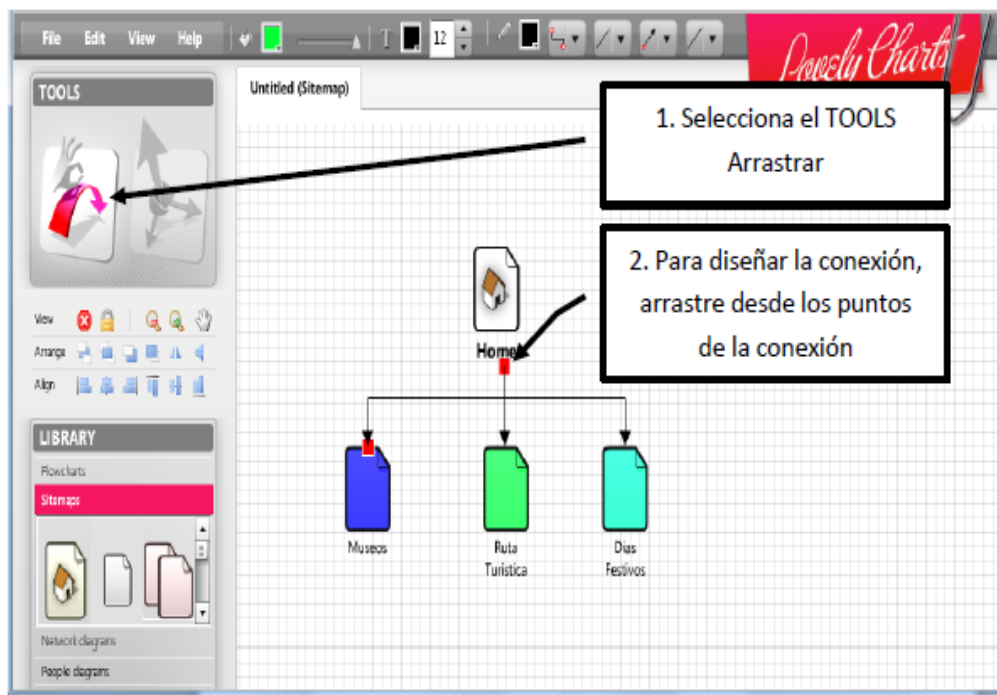 File Edit View Help
T 12
Lovely Charts
TOOLS
Untitled (Sitemap)
1. Selecciona el TOOLS
Arrastrar
2. Para diseñar la conexión,
arrastre desde los puntos
de la conexión
View
Arrange
Align
Home
LIBRARY
Flowcharts
Sitemaps
Museos
Ruta
Turistica
Dias
Festivos
Network diagrams
People diagrams